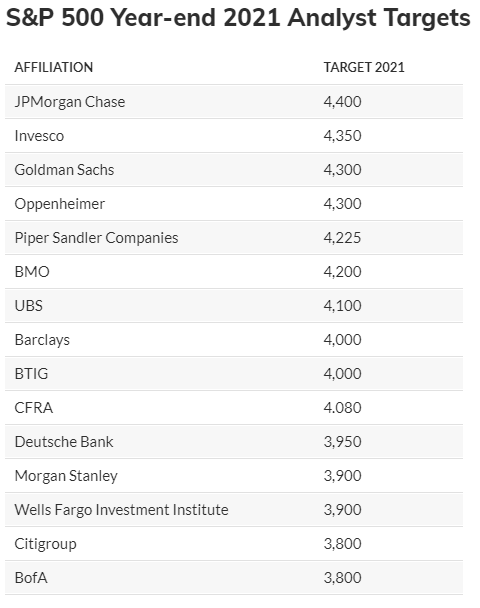 S&P 500 Year-end 2021 Analyst Targets
AFFILIATION TARGET 2021
JPMorgan Chase 4,400
Invesco 4,350
Goldman Sachs 4,300
Oppenheimer 4,300
Piper Sandler Companies 4,225
BMO 4,200
UBS 4,100
Barclays 4,000
BTIG 4,000
CFRA 4.080
Deutsche Bank 3,950
Morgan Stanley 3,900
Wells Fargo Investment Institute 3,900
Citigroup 3,800
BofA 3,800